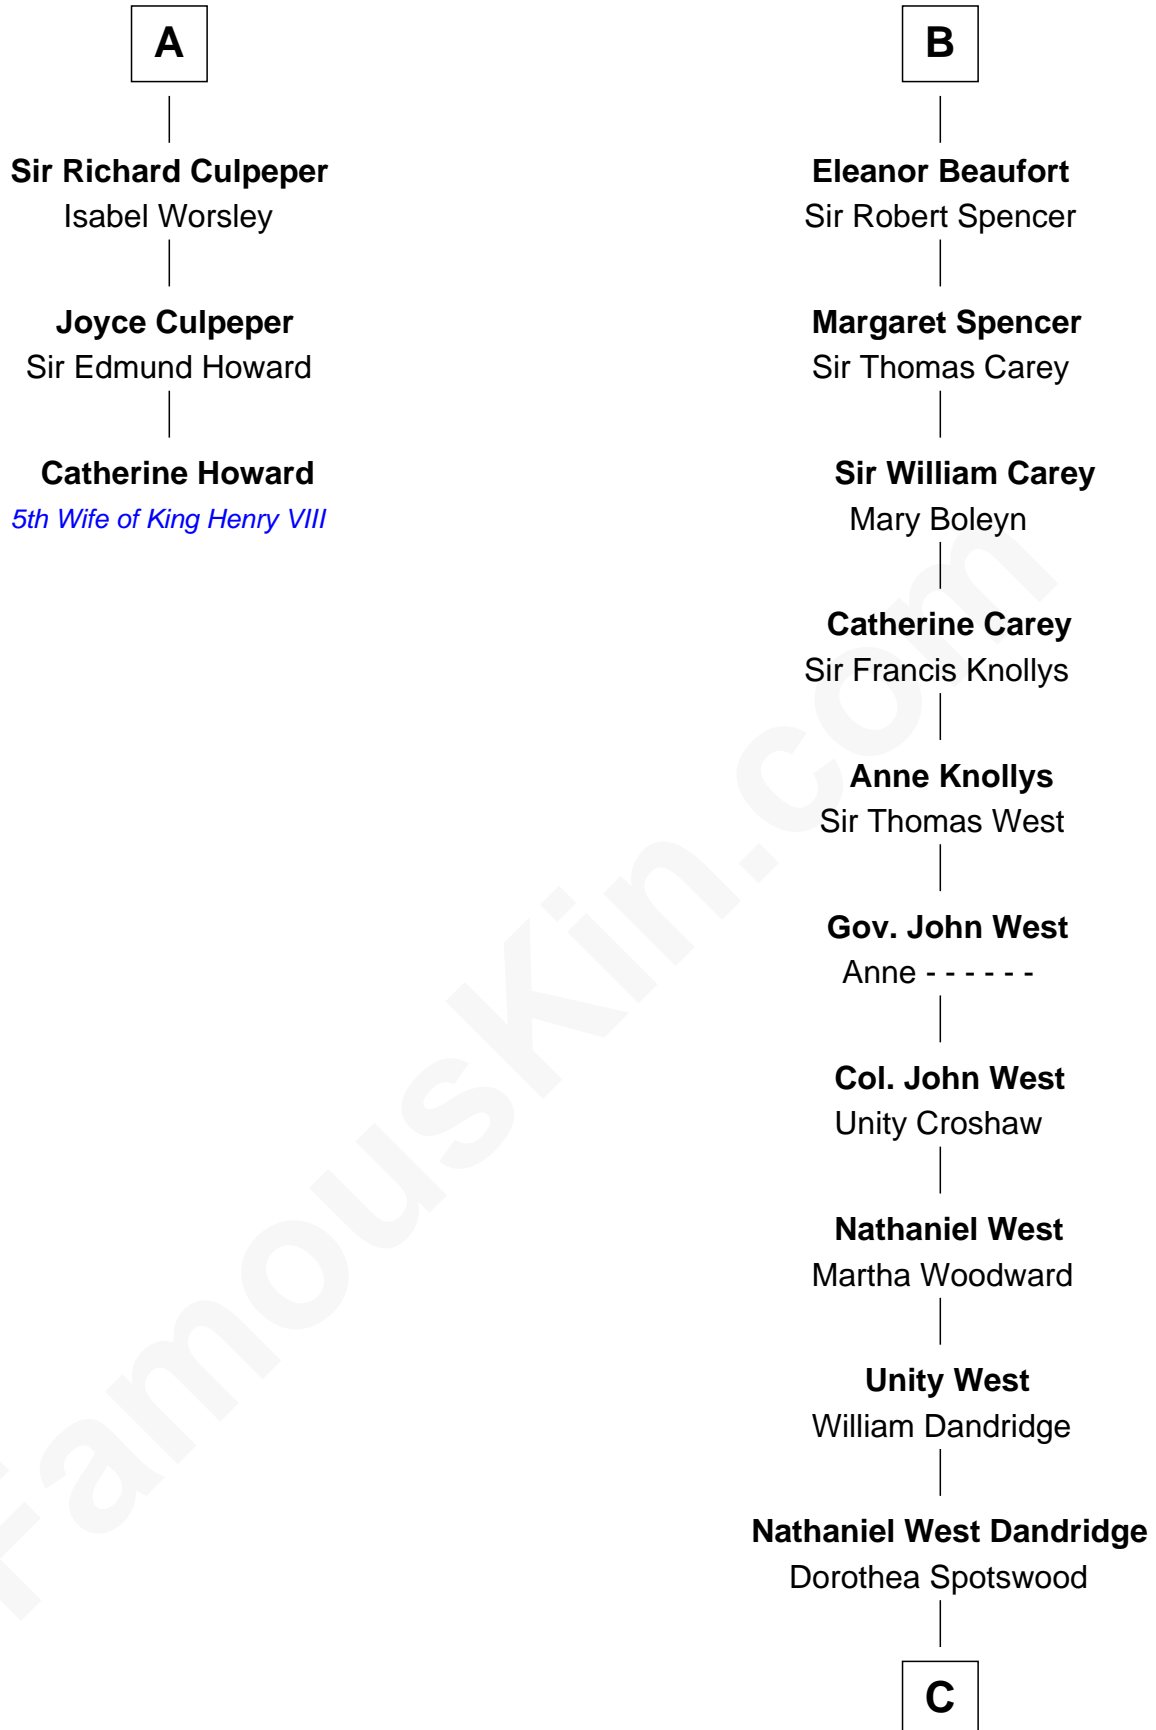 A
Sir Richard Culpeper
Isabel Worsley
Joyce Culpeper
Sir Edmund Howard
Catherine Howard
5th Wife of King Henry VIII
B
Eleanor Beaufort
Sir Robert Spencer
Margaret Spencer
Sir Thomas Carey
Sir William Carey
Mary Boleyn
Catherine Carey
Sir Francis Knollys
Anne Knollys
Sir Thomas West
Gov. John West
Anne - - - - - -
Col. John West
Unity Croshaw
Nathaniel West
Martha Woodward
Unity West
William Dandridge
Nathaniel West Dandridge
Dorothea Spotswood
C
FamousKin.com